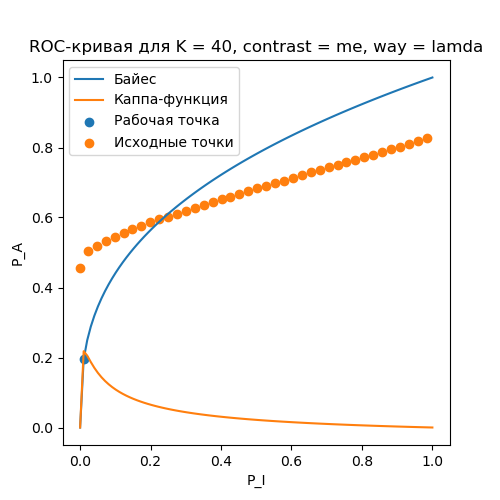 ROC-кривая для K = 40, contrast = me, way = lamda
Байес
Каппа-функция
Рабочая точка
Исходные точки
P_A
1.0
0.8
0.6
0.4
0.2
0.0
0.0 0.2 0.4 0.6 0.8 1.0
P_I